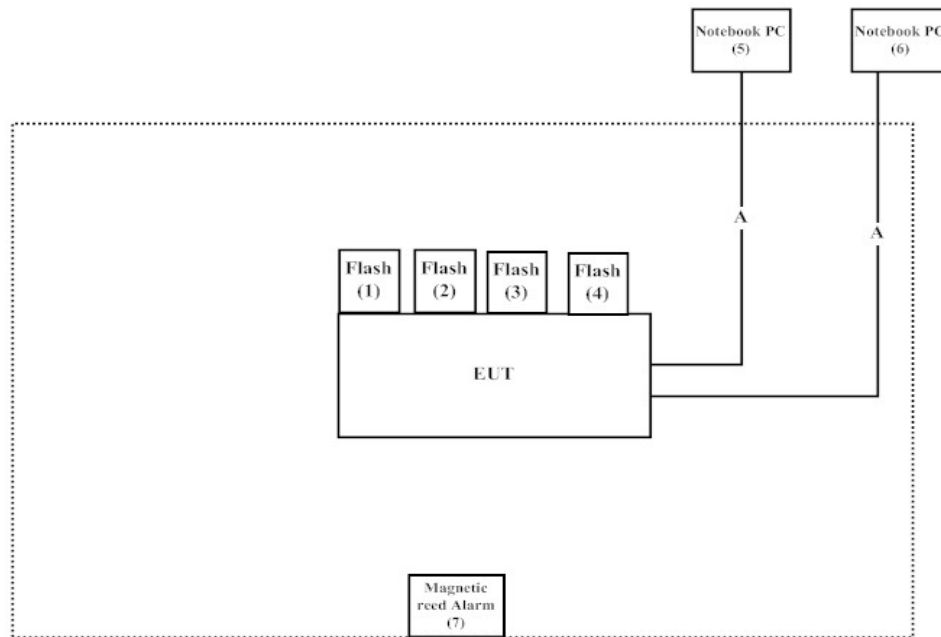 Notebook PC
(5)
Notebook PC
(6)
A
A
Flash
(1)
Flash
(2)
Flash
(3)
Flash
(4)
EUT
Magnetic
reed Alarm
(7)